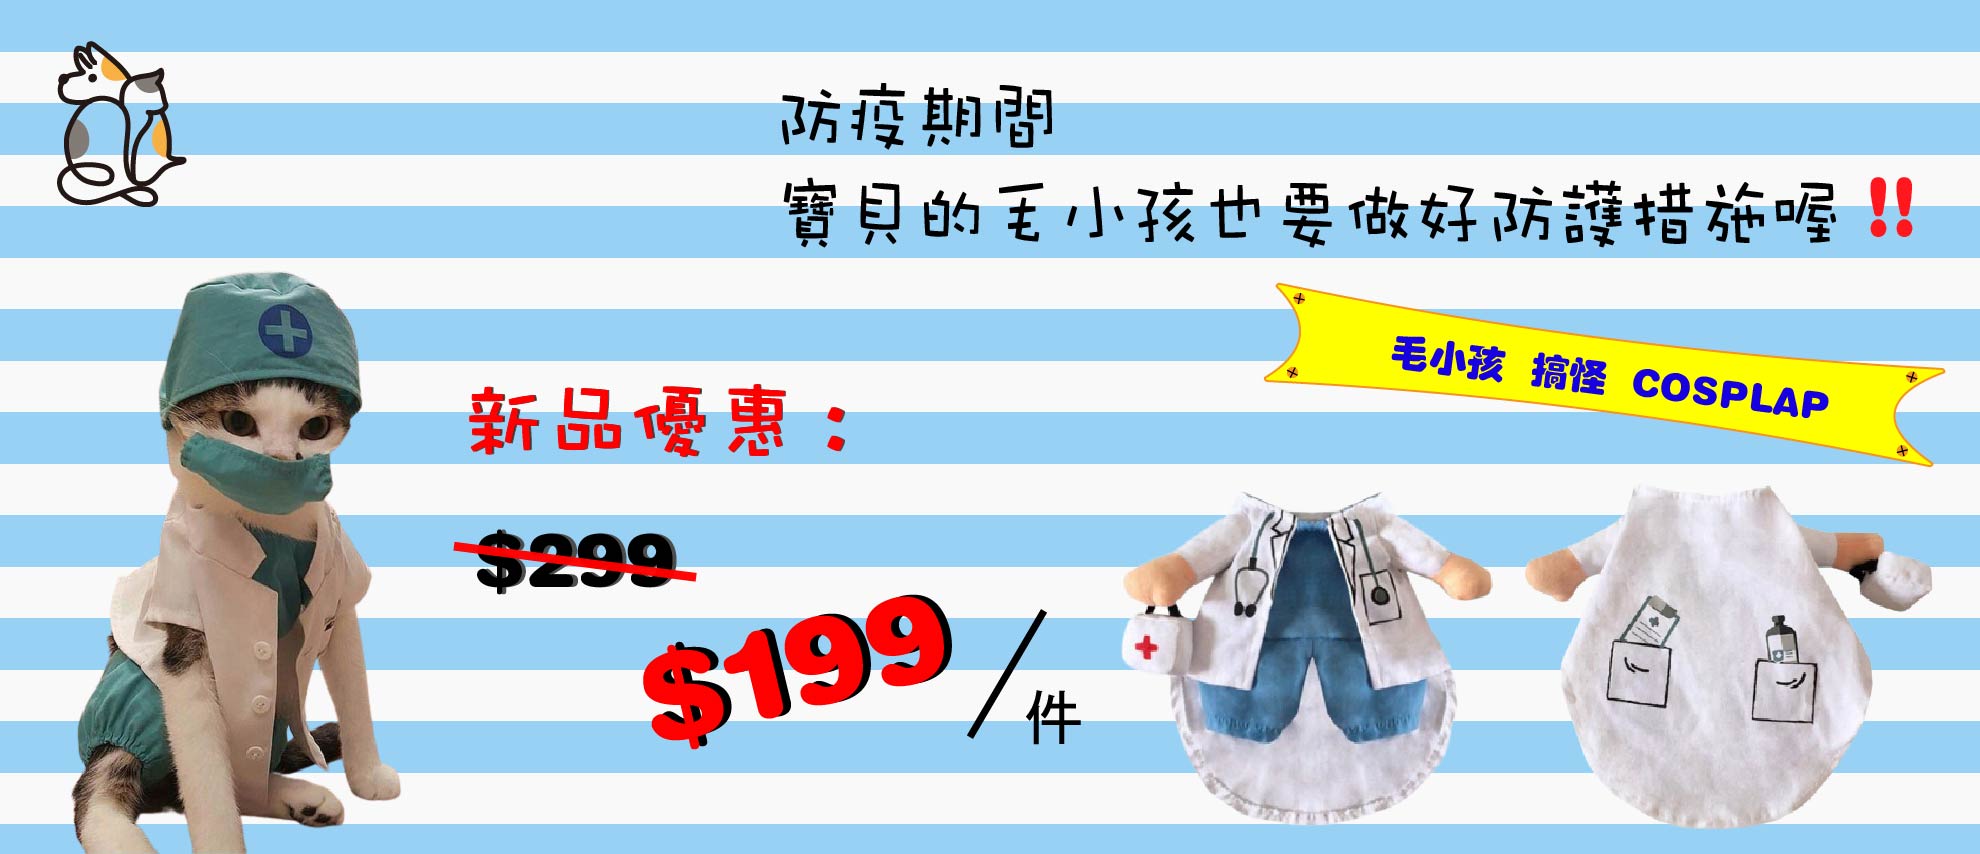 防疫期間
寶貝的毛小孩也要做好防護措施喔‼
毛小孩 搞怪 COSPLAP
新品優惠：
$299
$199／件